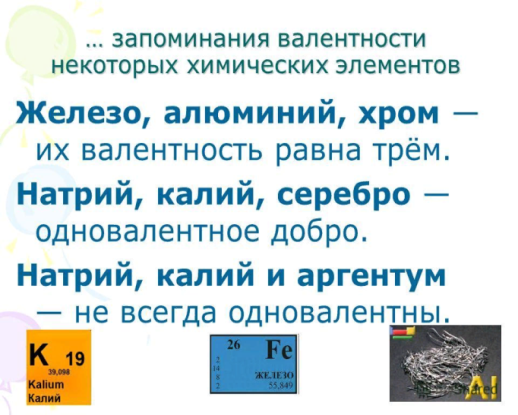 ... запоминания валентности
некоторых химических элементов
Железо, алюминий, хром —
их валентность равна трём.
Натрий, калий, серебро —
одновалентное добро.
Натрий, калий и аргентум
— не всегда одновалентны.
K 19
39,098
Kalium
Калий
26 Fe
2
14
8
2
ЖЕЛЕЗО
55,849
Al